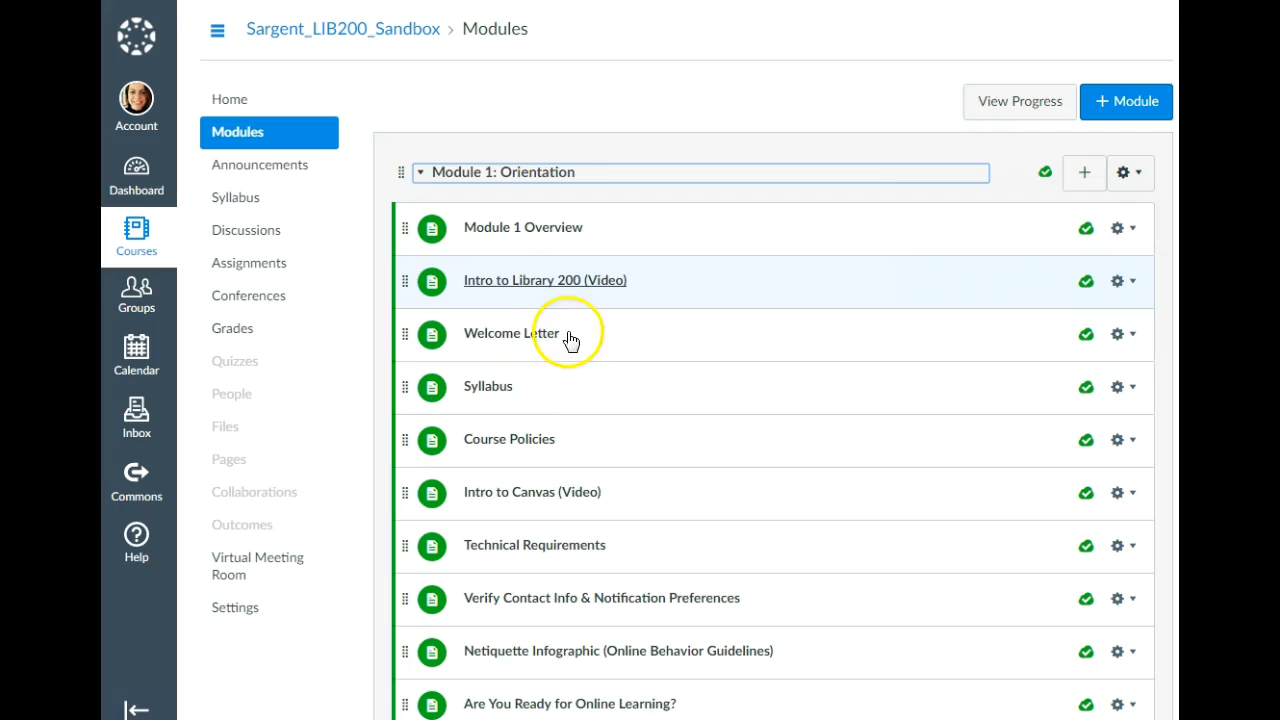 Sargent_LIB200_Sandbox > Modules
Account
Dashboard
Courses
Groups
Calendar
Inbox
Commons
Help
Home
Modules
Announcements
Syllabus
Discussions
Assignments
Conferences
Grades
Quizzes
People
Files
Pages
Collaborations
Outcomes
Virtual Meeting
Room
Settings
View Progress
+ Module
Module 1: Orientation
Module 1 Overview
Intro to Library 200 (Video)
Welcome Letter
Syllabus
Course Policies
Intro to Canvas (Video)
Technical Requirements
Verify Contact Info & Notification Preferences
Netiquette Infographic (Online Behavior Guidelines)
Are You Ready for Online Learning?